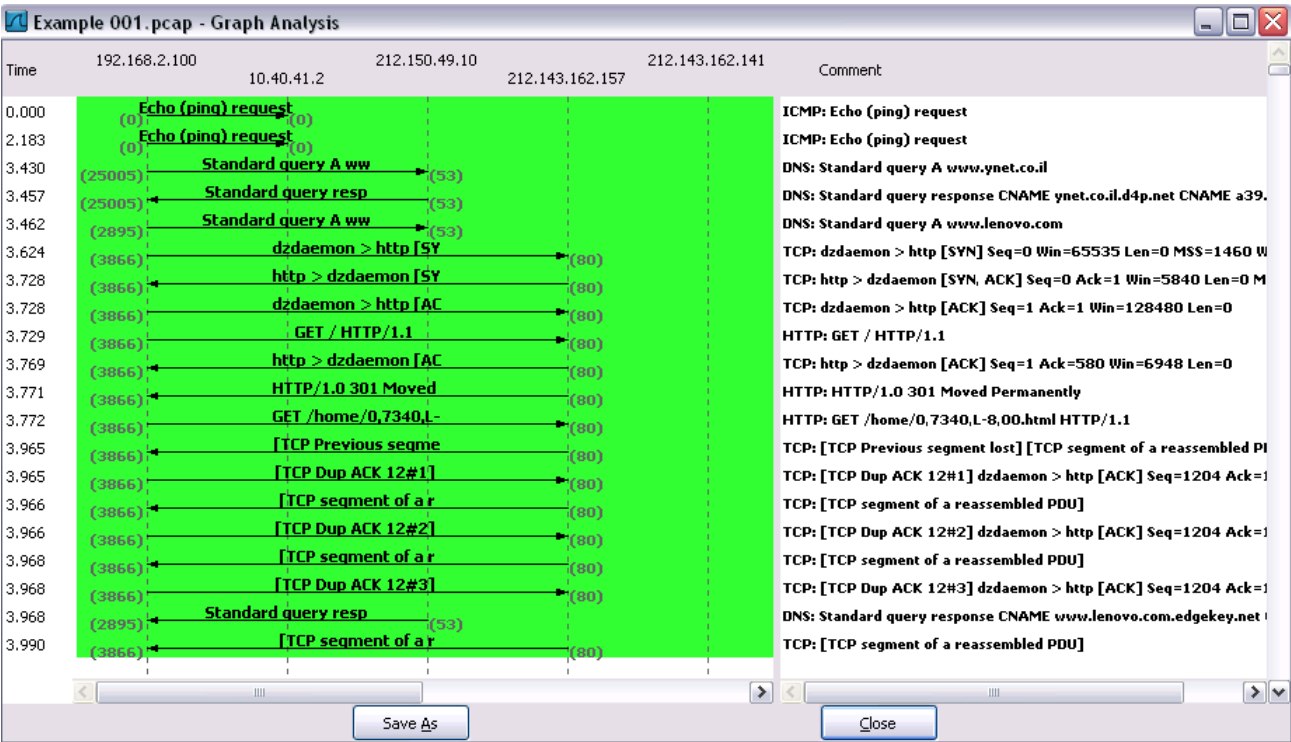 Example 001.pcap - Graph Analysis
Time 192.168.2.100 10.40.41.2 212.150.49.10 212.143.162.157 212.143.162.141 Comment
0.000 Echo (ping) request (0) (0) ICMP: Echo (ping) request
2.183 Echo (ping) request (0) (0) ICMP: Echo (ping) request
3.430 Standard query A ww (25005) (53) DNS: Standard query A www.ynet.co.il
3.457 Standard query resp (25005) (53) DNS: Standard query response CNAME ynet.co.il.d4p.net CNAME a39.
3.462 Standard query A ww (2895) (53) DNS: Standard query A www.lenovo.com
3.624 dzdaemon > http [SY (3866) (80) TCP: dzdaemon > http [SYN] Seq=0 Win=65535 Len=0 MSS=1460 W
3.728 http > dzdaemon [SY (3866) (80) TCP: http > dzdaemon [SYN, ACK] Seq=0 Ack=1 Win=5840 Len=0 M
3.728 dzdaemon > http [AC (3866) (80) TCP: dzdaemon > http [ACK] Seq=1 Ack=1 Win=128480 Len=0
3.729 GET / HTTP/1.1 (3866) (80) HTTP: GET / HTTP/1.1
3.769 http > dzdaemon [AC (3866) (80) TCP: http > dzdaemon [ACK] Seq=1 Ack=580 Win=6948 Len=0
3.771 HTTP/1.0 301 Moved (3866) (80) HTTP: HTTP/1.0 301 Moved Permanently
3.772 GET /home/0,7340,L- (3866) (80) HTTP: GET /home/0,7340,L-8,00.html HTTP/1.1
3.965 [TCP Previous segme (3866) (80) TCP: [TCP Previous segment lost] [TCP segment of a reassembled P
3.965 [TCP Dup ACK 12#1] (3866) (80) TCP: [TCP Dup ACK 12#1] dzdaemon > http [ACK] Seq=1204 Ack=1
3.966 [TCP segment of a r (3866) (80) TCP: [TCP segment of a reassembled PDU]
3.966 [TCP Dup ACK 12#2] (3866) (80) TCP: [TCP Dup ACK 12#2] dzdaemon > http [ACK] Seq=1204 Ack=1
3.968 [TCP segment of a r (3866) (80) TCP: [TCP segment of a reassembled PDU]
3.968 [TCP Dup ACK 12#3] (3866) (80) TCP: [TCP Dup ACK 12#3] dzdaemon > http [ACK] Seq=1204 Ack=1
3.968 Standard query resp (2895) (53) DNS: Standard query response CNAME www.lenovo.com.edgekey.net
3.990 [TCP segment of a r (3866) (80) TCP: [TCP segment of a reassembled PDU]
Save As Close